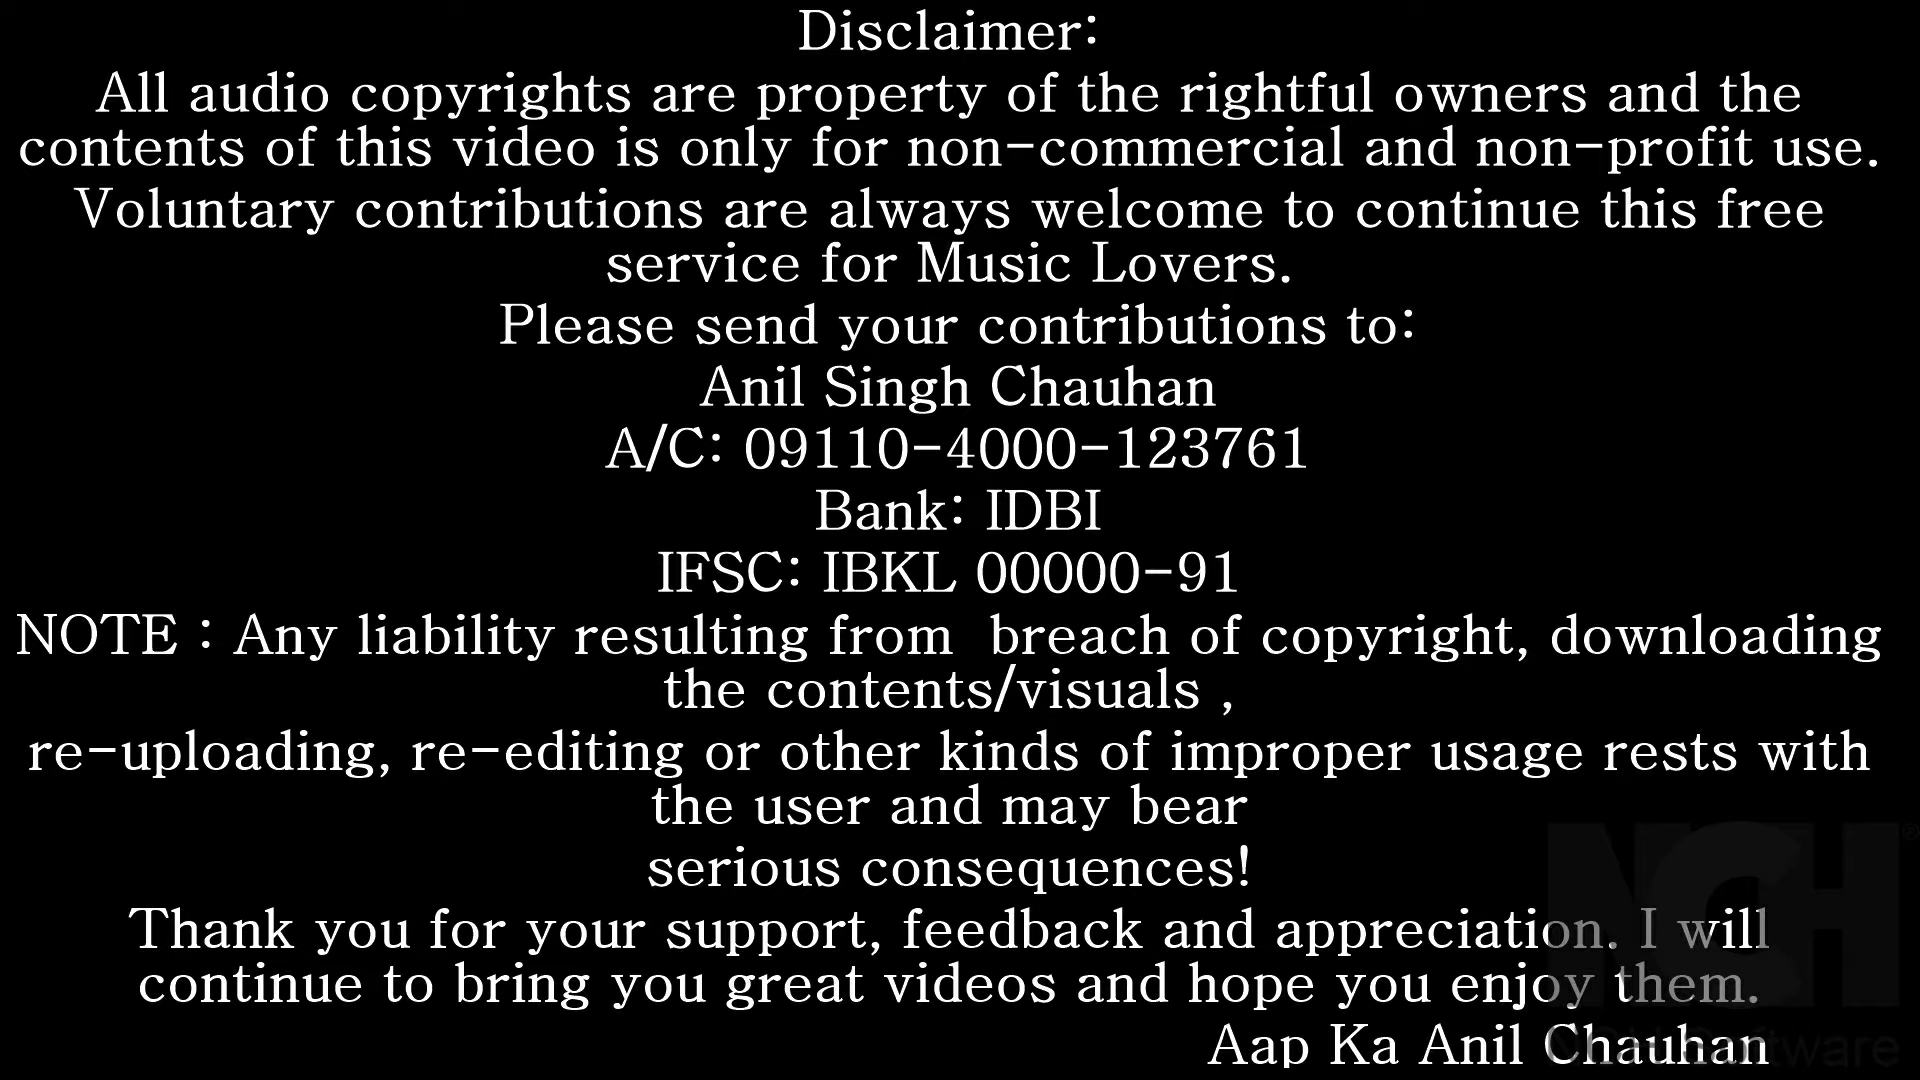 Disclaimer:
All audio copyrights are property of the rightful owners and the
contents of this video is only for non-commercial and non-profit use.
Voluntary contributions are always welcome to continue this free
service for Music Lovers.
Please send your contributions to:
Anil Singh Chauhan
A/C: 09110-4000-123761
Bank: IDBI
IFSC: IBKL 00000-91
NOTE : Any liability resulting from  breach of copyright, downloading
the contents/visuals ,
re-uploading, re-editing or other kinds of improper usage rests with
the user and may bear
serious consequences!
Thank you for your support, feedback and appreciation. I will
continue to bring you great videos and hope you enjoy them.
Aap Ka Anil Chauhan
NCH®
NCH Software